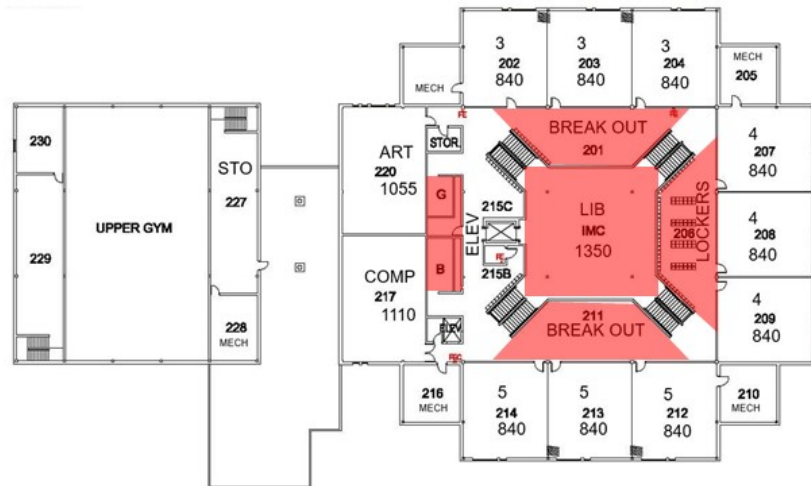 3
202
840
3
203
840
3
204
840
MECH
MECH
205
230
STO
227
UPPER GYM
229
228
MECH
ART
220
1055
STOR.
FE
FE
BREAK OUT
201
4
207
840
G
215C
ELEV
LIB
IMC
1350
LOCKERS
206
4
208
840
COMP
217
1110
B
215B
ELEV
211
BREAK OUT
4
209
840
216
MECH
5
214
840
5
213
840
5
212
840
210
MECH